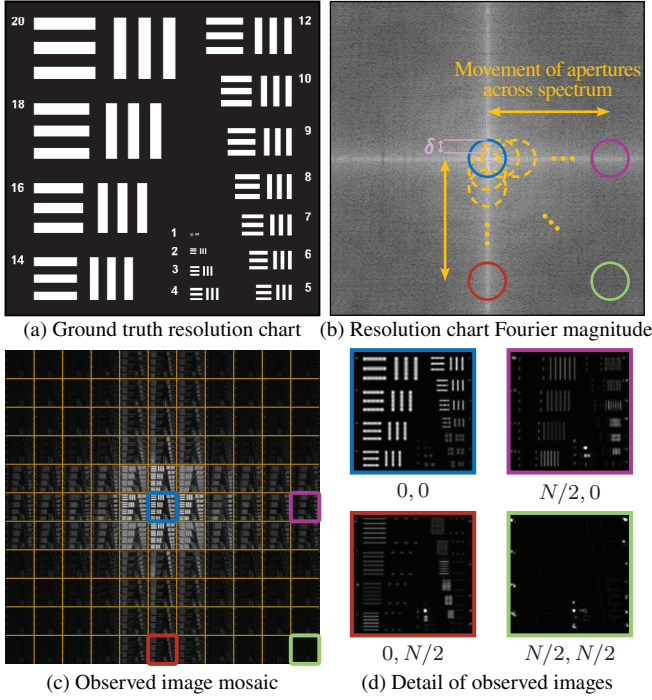 20
12
10
18
9
8
16
7
1
2
6
3
14
4
5
Movement of apertures
across spectrum
δ
(a) Ground truth resolution chart
(b) Resolution chart Fourier magnitude
0, 0
N/2, 0
0, N/2
N/2, N/2
(c) Observed image mosaic
(d) Detail of observed images